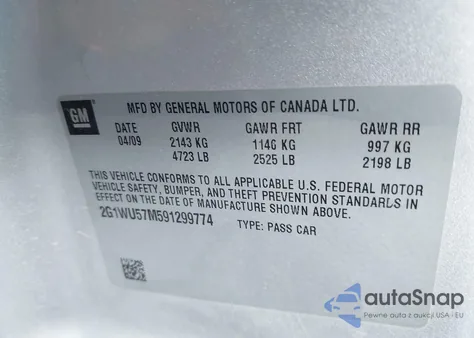 GM
MFD BY GENERAL MOTORS OF CANADA LTD.
DATE GVWR GAWR FRT GAWR RR
04/09 2143 KG 1146 KG 997 KG
4723 LB 2525 LB 2198 LB
THIS VEHICLE CONFORMS TO ALL APPLICABLE U.S. FEDERAL MOTOR
VEHICLE SAFETY, BUMPER, AND THEFT PREVENTION STANDARDS IN
EFFECT ON THE DATE OF MANUFACTURE SHOWN ABOVE.
2G1WU57M591299774 TYPE: PASS CAR
autoSnap
Pewne auta z aukcji USA - EU